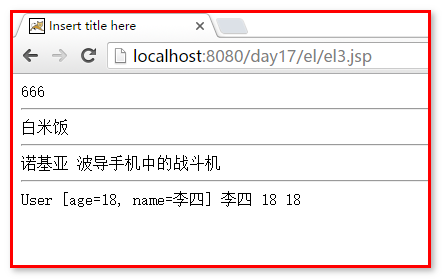 Insert title here
localhost:8080/day17/el/el3.jsp
666
白米饭
诺基亚 波导手机中的战斗机
User [age=18, name=李四] 李四 18 18